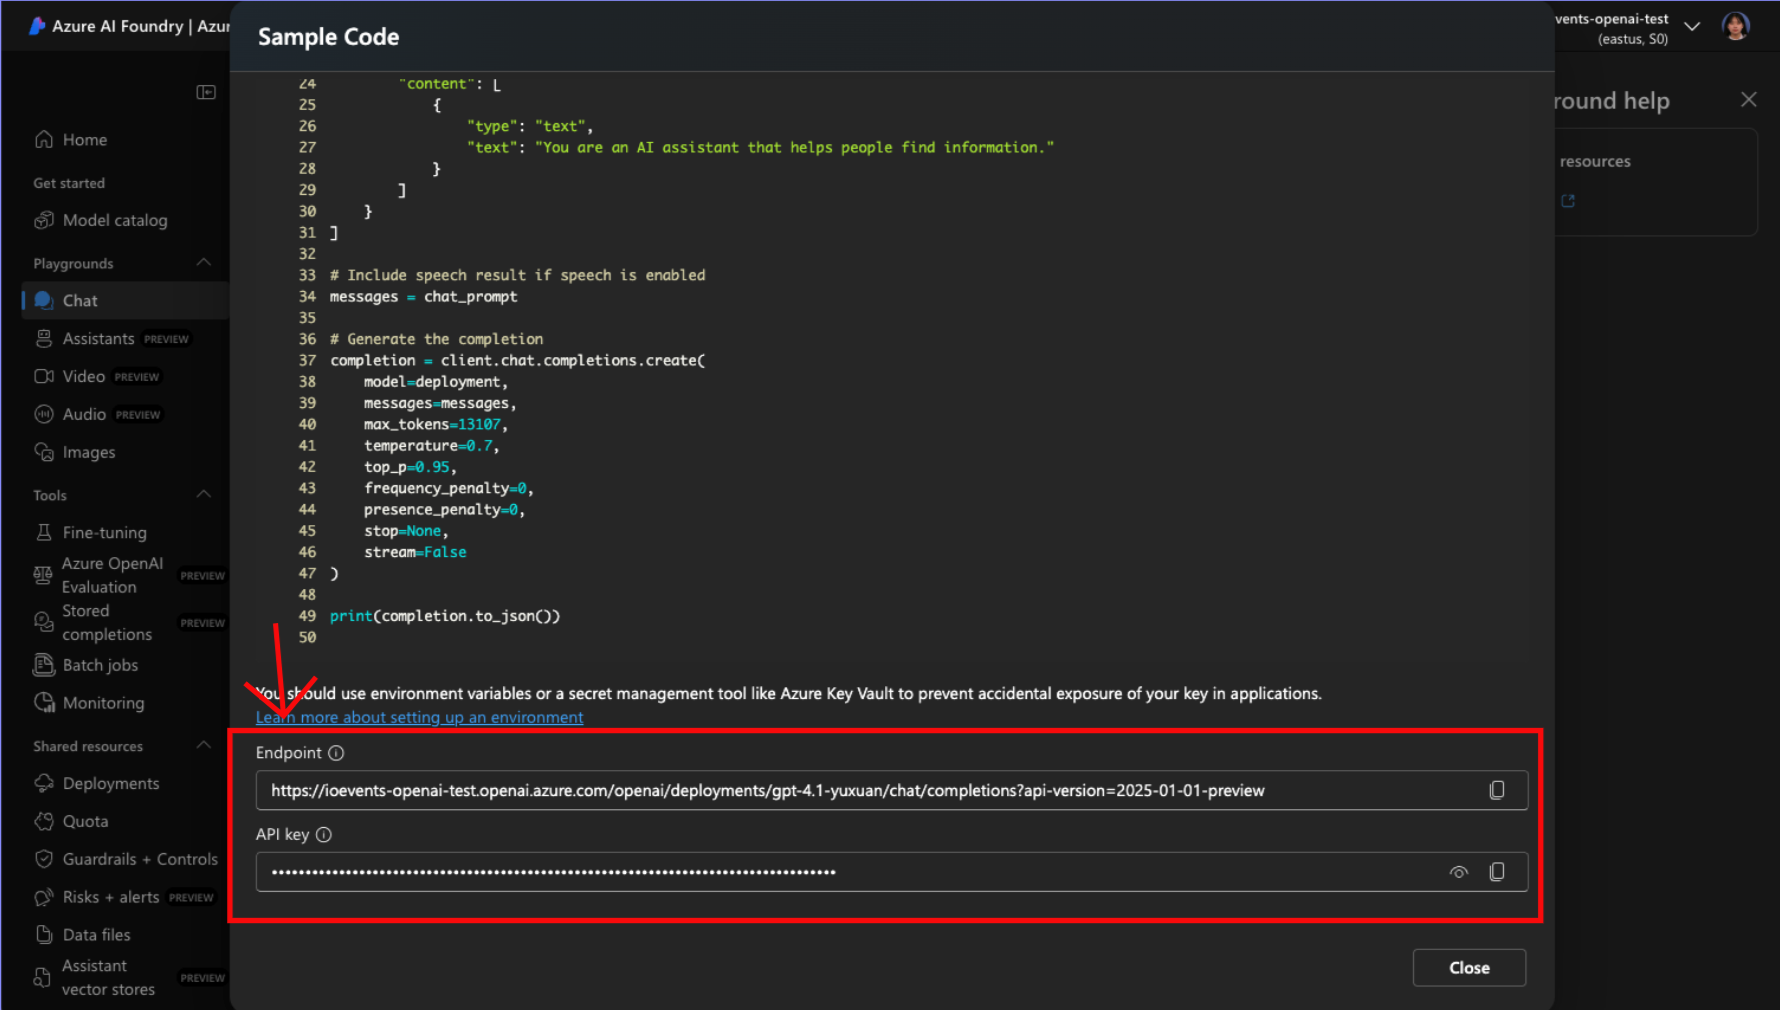 Azure AI Foundry | Azur
Sample Code
vents-openai-test
(eastus, S0)
round help
resources
Home
Get started
Model catalog
Playgrounds
Chat
Assistants PREVIEW
Video PREVIEW
Audio PREVIEW
Images
Tools
Fine-tuning
Azure OpenAI
Evaluation PREVIEW
Stored
completions PREVIEW
Batch jobs
Monitoring
Shared resources
Deployments
Quota
Guardrails + Controls
Risks + alerts PREVIEW
Data files
Assistant
vector stores PREVIEW
24 "content": [
25 {
26 "type": "text",
27 "text": "You are an AI assistant that helps people find information."
28 }
29 ]
30 }
31 ]
32
33 # Include speech result if speech is enabled
34 messages = chat_prompt
35
36 # Generate the completion
37 completion = client.chat.completions.create(
38 model=deployment,
39 messages=messages,
40 max_tokens=13107,
41 temperature=0.7,
42 top_p=0.95,
43 frequency_penalty=0,
44 presence_penalty=0,
45 stop=None,
46 stream=False
47 )
48
49 print(completion.to_json())
50
You should use environment variables or a secret management tool like Azure Key Vault to prevent accidental exposure of your key in applications.
Learn more about setting up an environment
Endpoint
https://ioevents-openai-test.openai.azure.com/openai/deployments/gpt-4.1-yuxuan/chat/completions?api-version=2025-01-01-preview
API key
Close